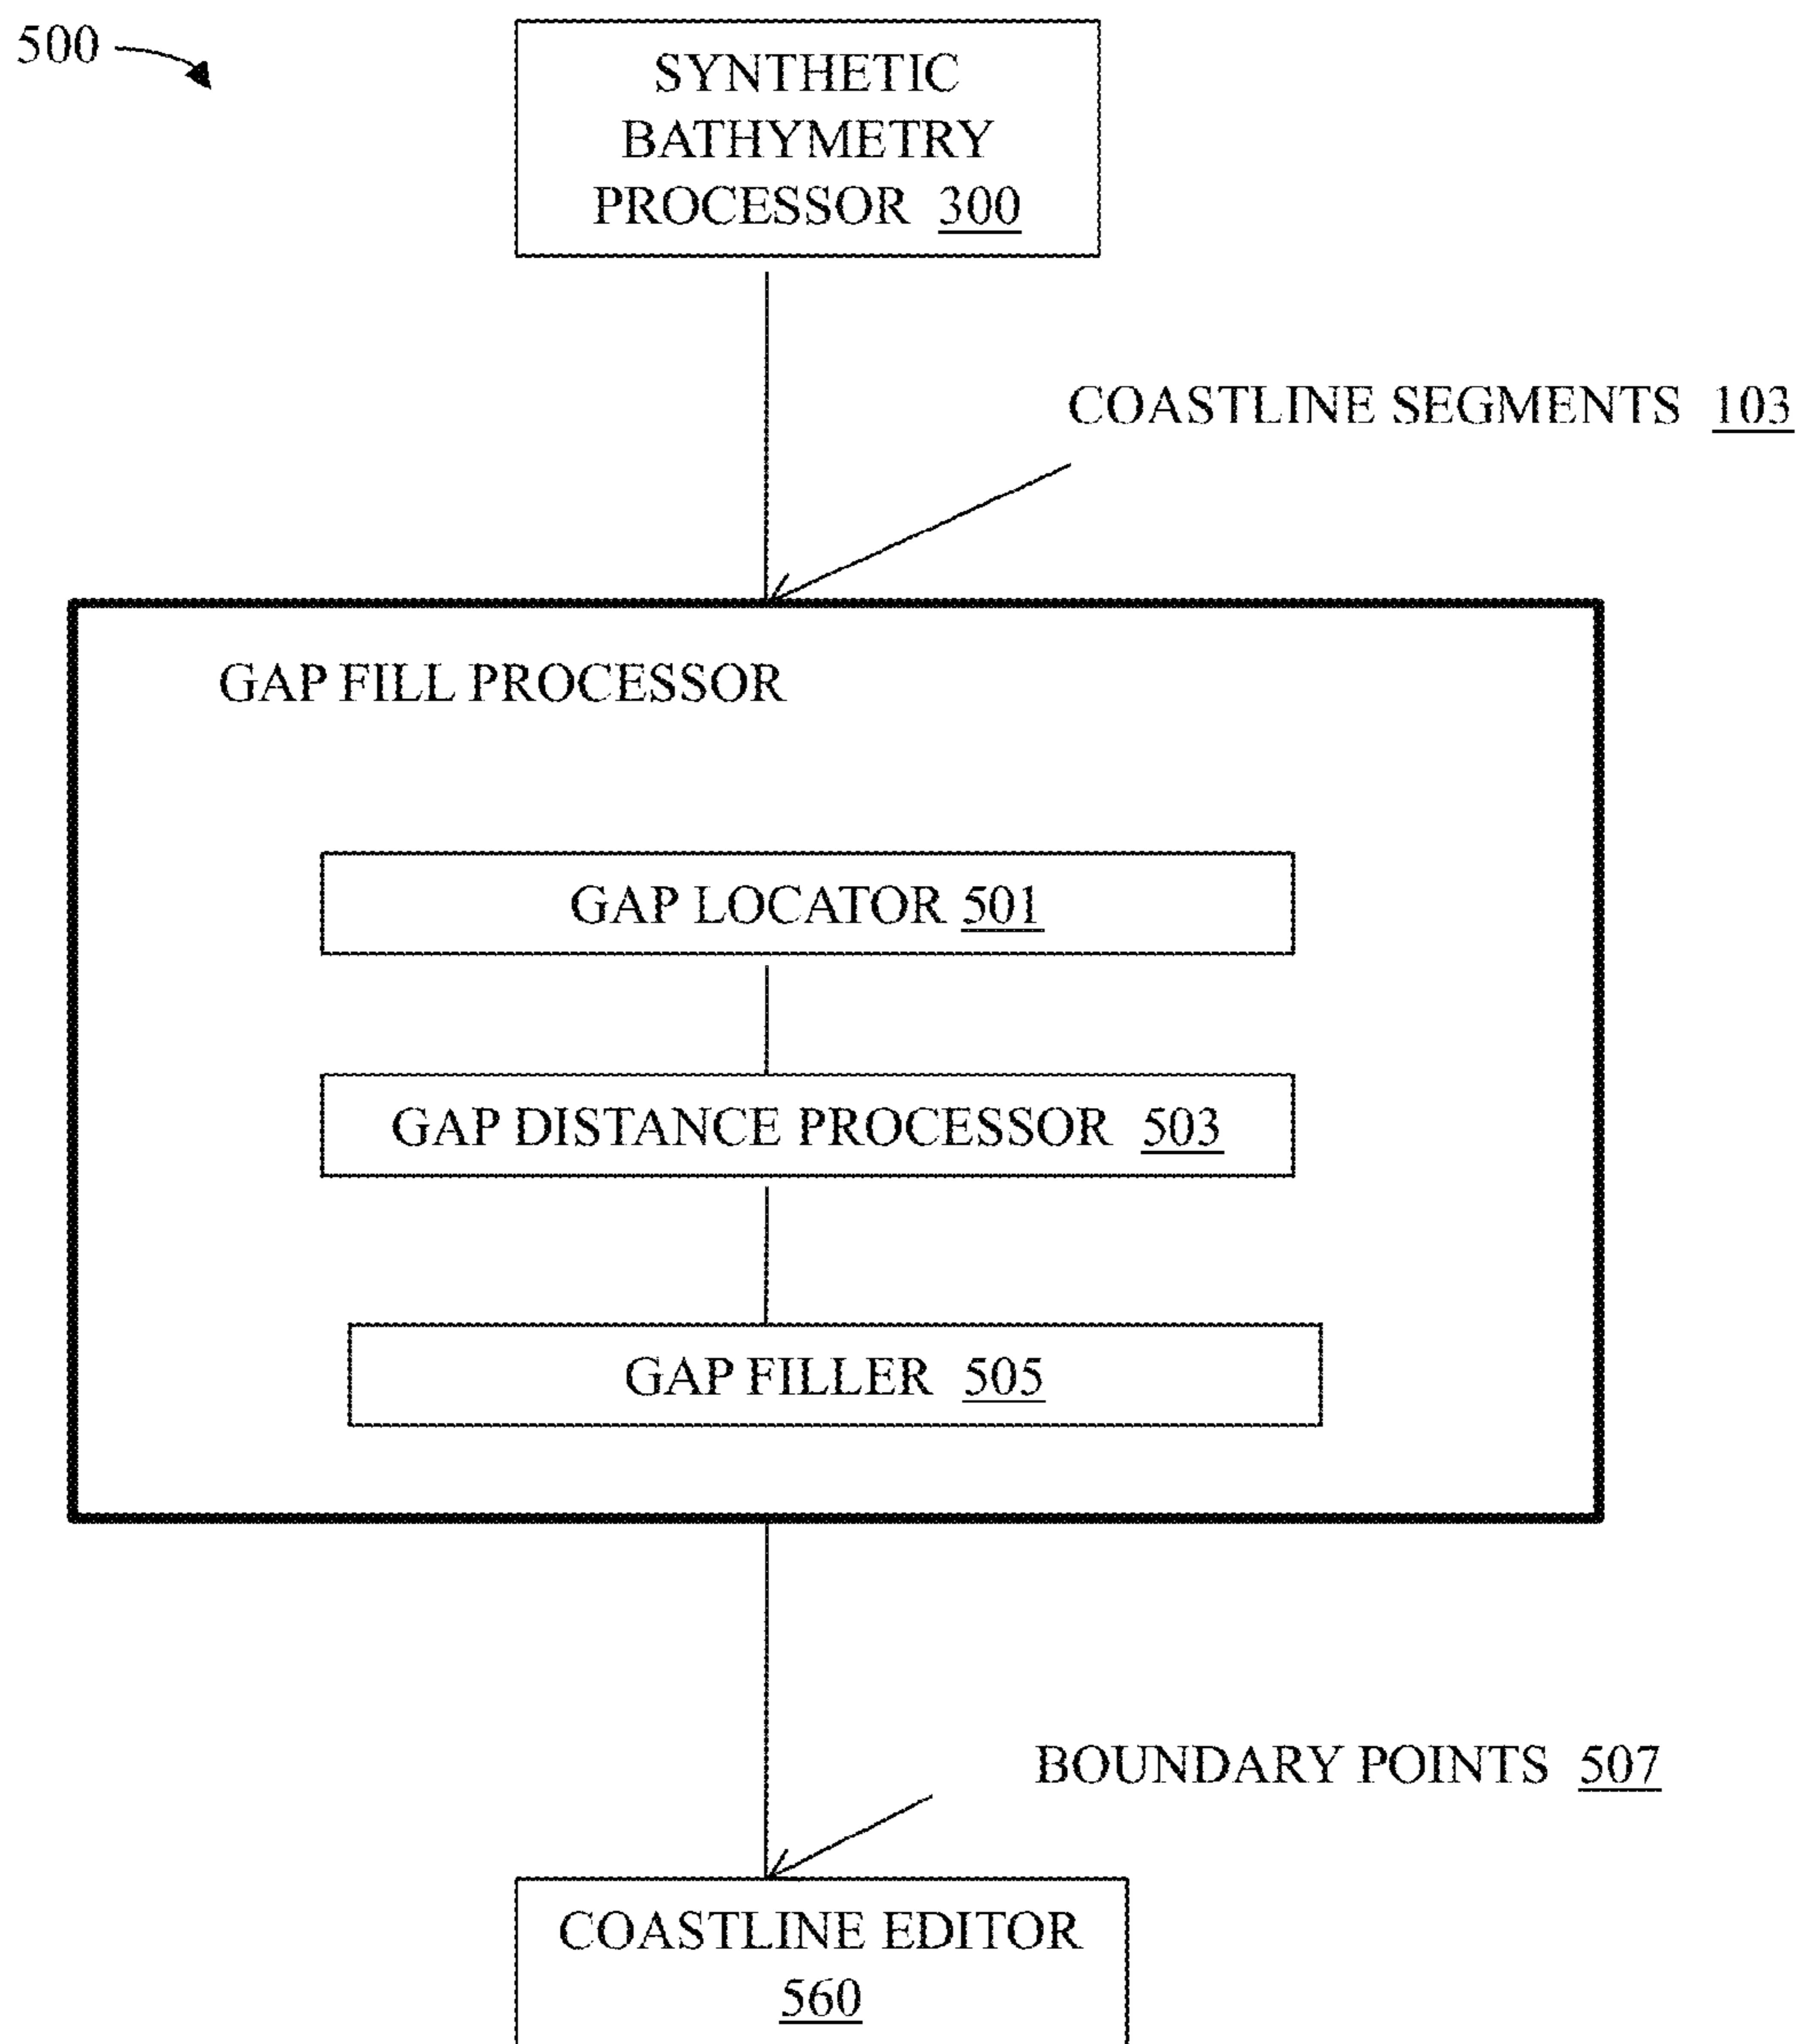 500
SYNTHETIC
BATHYMETRY
PROCESSOR 300
COASTLINE SEGMENTS 103
GAP FILL PROCESSOR
GAP LOCATOR 501
GAP DISTANCE PROCESSOR 503
GAP FILLER 505
BOUNDARY POINTS 507
COASTLINE EDITOR
560